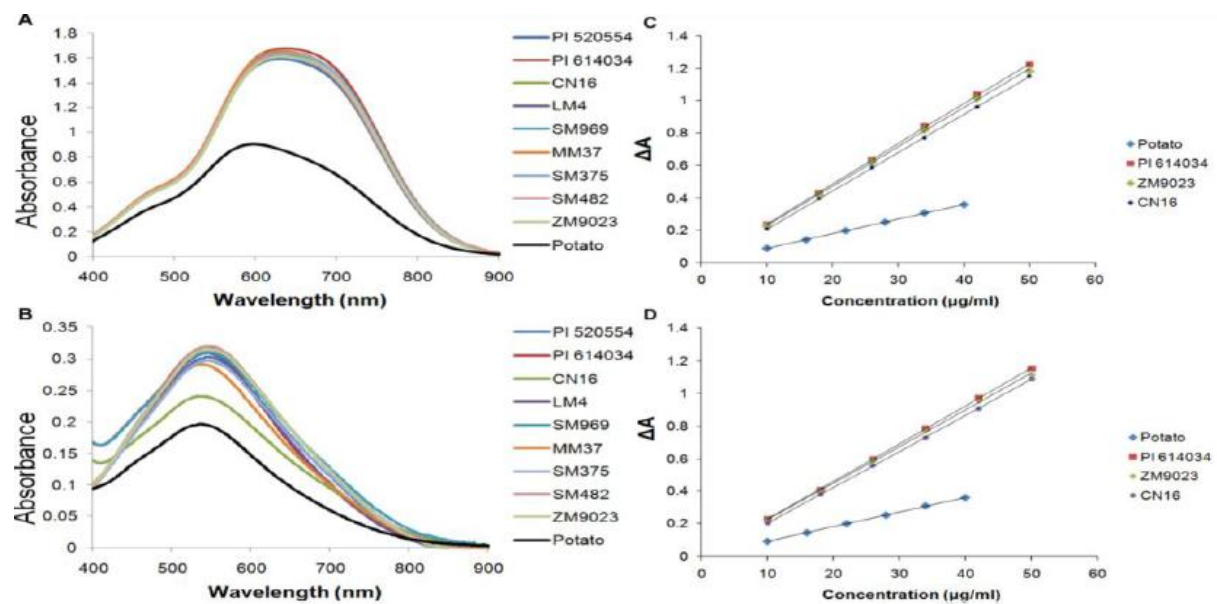 A
Absorbance
1.8
1.6
1.4
1.2
1
0.8
0.6
0.4
0.2
0
400 500 600 700 800 900
Wavelength (nm)
PI 520554
PI 614034
CN16
LM4
SM969
MM37
SM375
SM482
ZM9023
Potato
C
ΔA
1.4
1.2
1
0.8
0.6
0.4
0.2
0
0 10 20 30 40 50 60
Concentration (µg/ml)
Potato
PI 614034
ZM9023
CN16
B
Absorbance
0.35
0.3
0.25
0.2
0.15
0.1
0.05
0
400 500 600 700 800 900
Wavelength (nm)
PI 520554
PI 614034
CN16
LM4
SM969
MM37
SM375
SM482
ZM9023
Potato
D
ΔA
1.4
1.2
1
0.8
0.6
0.4
0.2
0
0 10 20 30 40 50 60
Concentration (µg/ml)
Potato
PI 614034
ZM9023
CN16